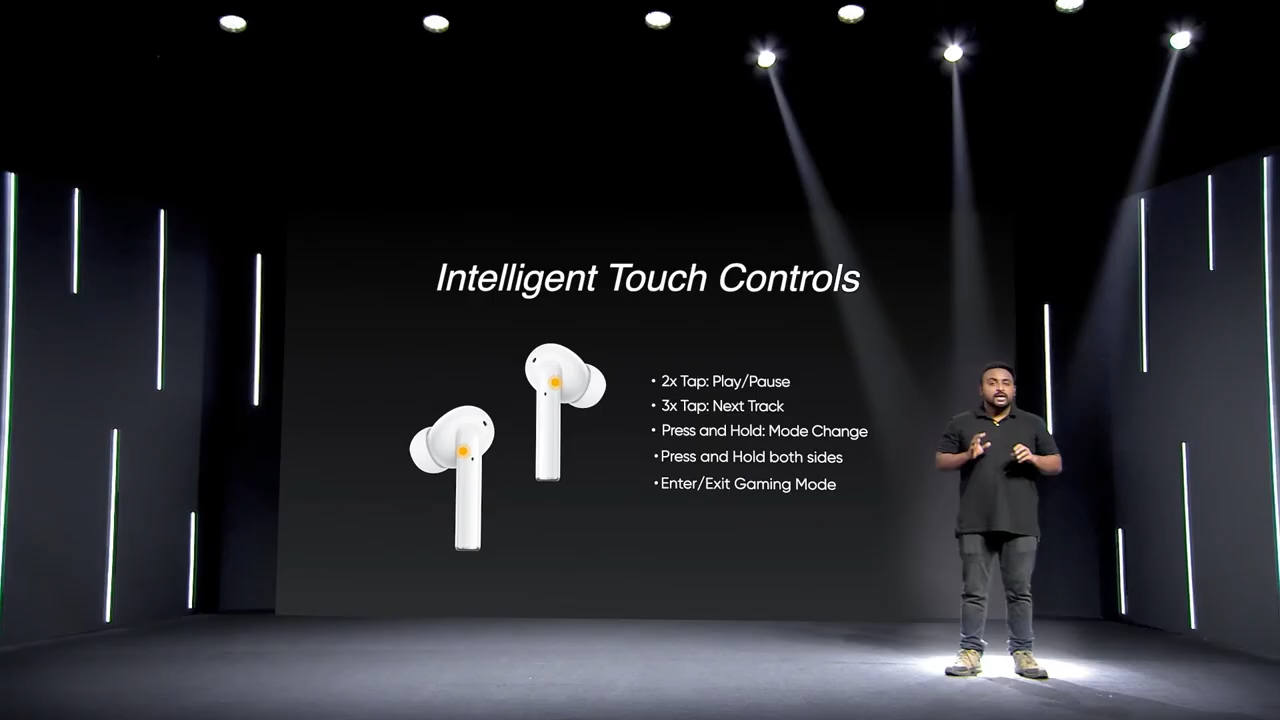 Intelligent Touch Controls
• 2x Tap: Play/Pause
• 3x Tap: Next Track
• Press and Hold: Mode Change
• Press and Hold both sides
• Enter/Exit Gaming Mode